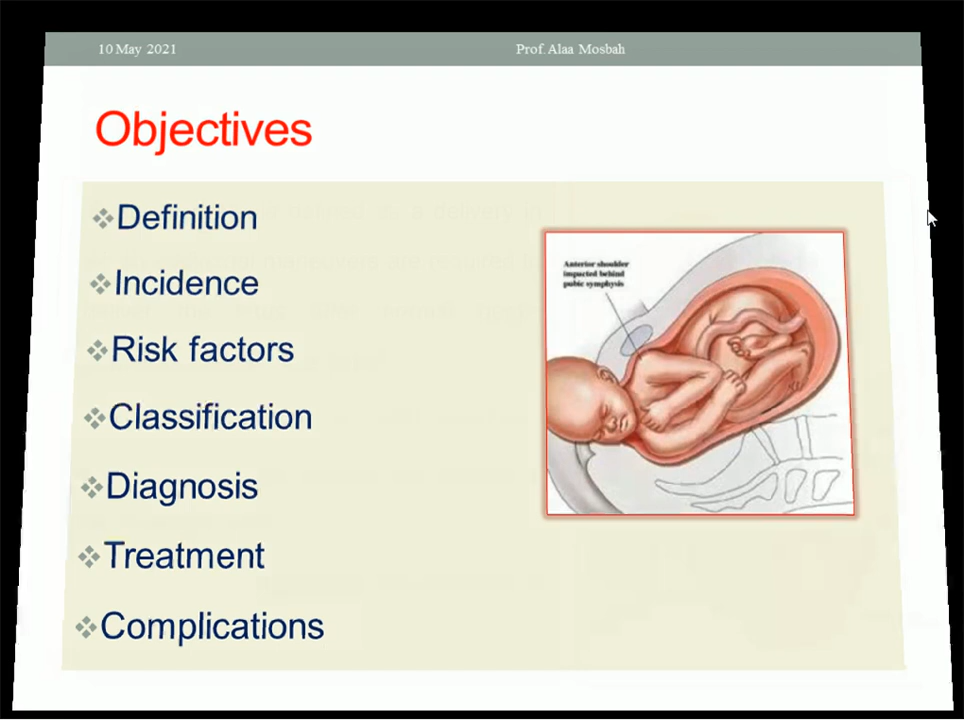 10 May 2021
Prof. Alaa Mosbah
Objectives
Definition
Incidence
Risk factors
Classification
Diagnosis
Treatment
Complications
Anterior shoulder
impacted behind
pubic symphysis